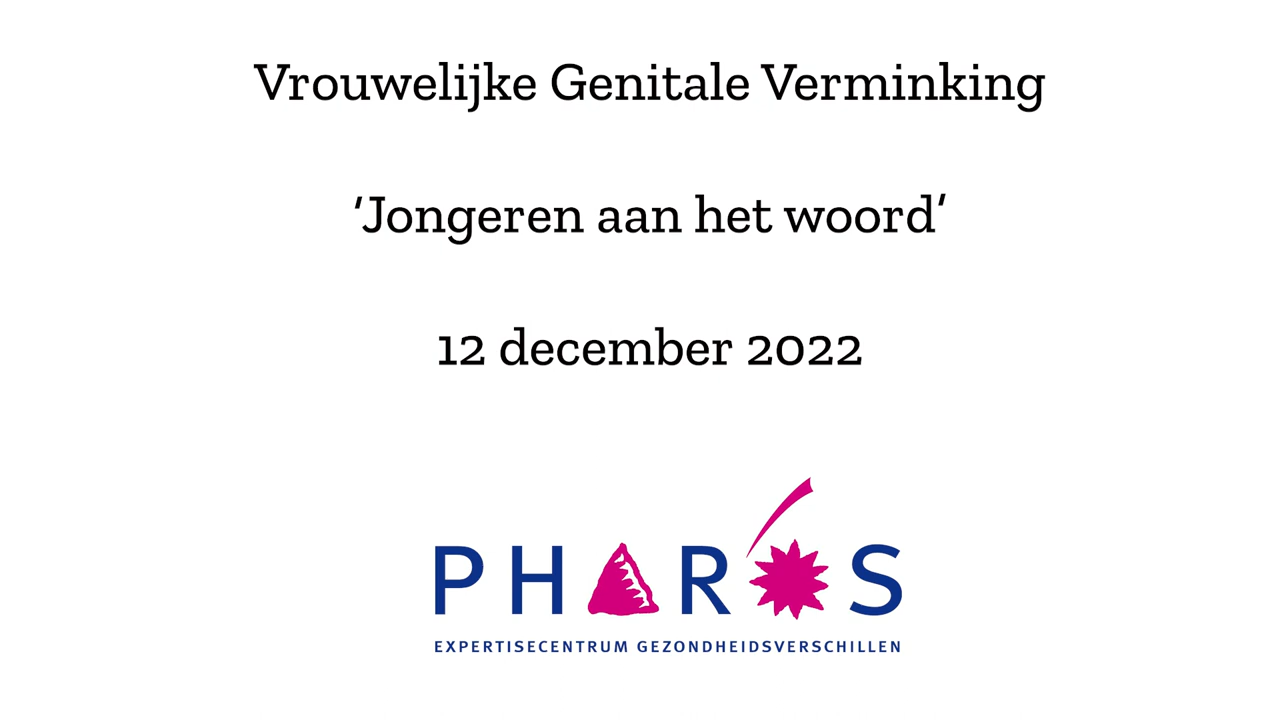 Vrouwelijke Genitale Verminking
‘Jongeren aan het woord’
12 december 2022
PHAROS
EXPERTISECENTRUM GEZONDHEIDSVERSCHILLEN